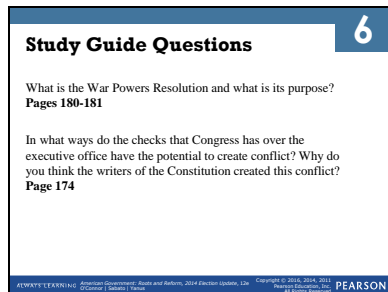 Study Guide Questions
6
What is the War Powers Resolution and what is its purpose?
Pages 180-181
In what ways do the checks that Congress has over the
executive office have the potential to create conflict? Why do
you think the writers of the Constitution created this conflict?
Page 174
ALWAYS LEARNING
American Government: Roots and Reform, 2014 Election Update, 12e
O'Connor | Sabato | Yanus
Copyright © 2016, 2014, 2011
Pearson Education, Inc.
All Rights Reserved
PEARSON